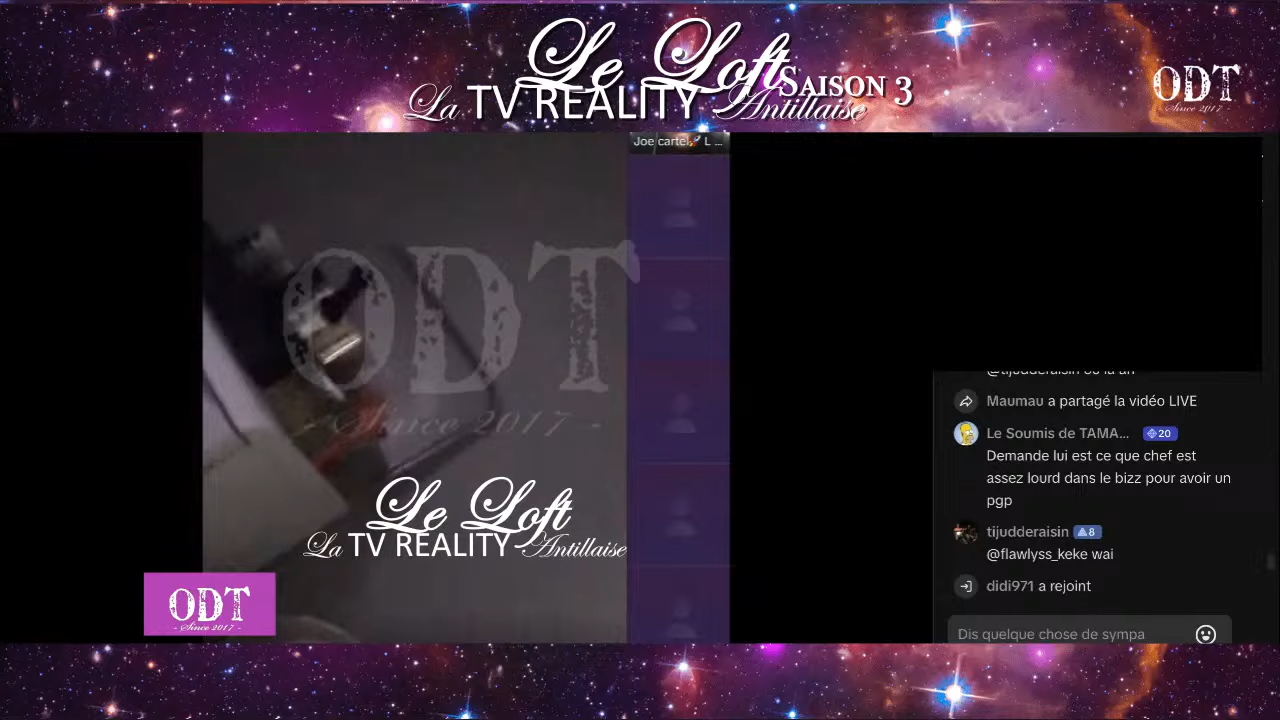 Le Loft Saison 3
La TV REALITY Antillaise
ODT
- Since 2017 -
Joe cartel L ...
ODT
- Since 2017 -
Le Loft
La TV REALITY Antillaise
ODT
- Since 2017 -
@tijudderaisin
Maumau a partagé la vidéo LIVE
Le Soumis de TAMA... 20
Demande lui est ce que chef est
assez lourd dans le bizz pour avoir un
pgp
tijudderaisin 8
@flawlyss_keke wai
didi971 a rejoint
Dis quelque chose de sympa